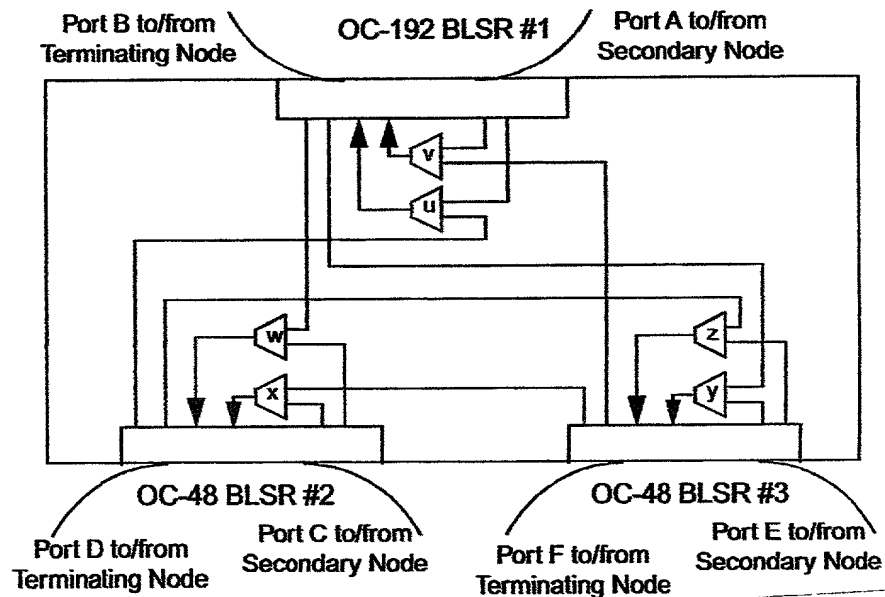 Port B to/from
Terminating Node
OC-192 BLSR #1
Port A to/from
Secondary Node
v
u
w
x
z
y
OC-48 BLSR #2
OC-48 BLSR #3
Port D to/from
Terminating Node
Port C to/from
Secondary Node
Port F to/from
Terminating Node
Port E to/from
Secondary Node